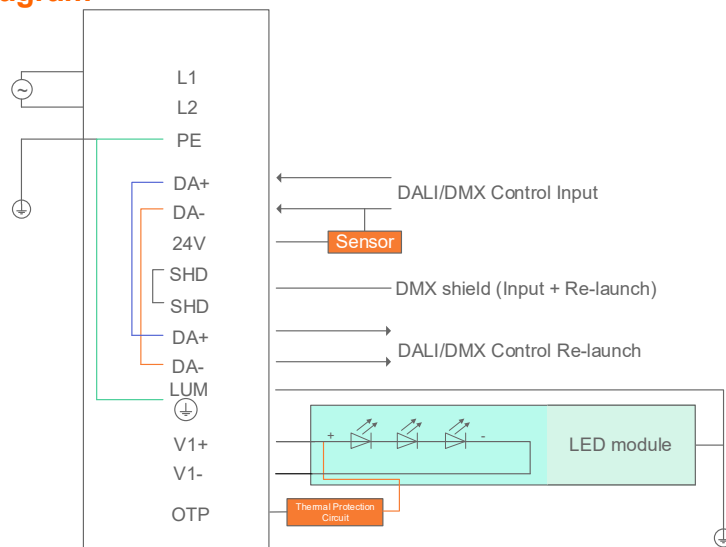 L1
L2
PE
DA+
DALI/DMX Control Input
DA-
24V
Sensor
SHD
DMX shield (Input + Re-launch)
SHD
DA+
DALI/DMX Control Re-launch
DA-
LUM
+
-
V1+
LED module
V1-
Thermal Protection
Circuit
OTP